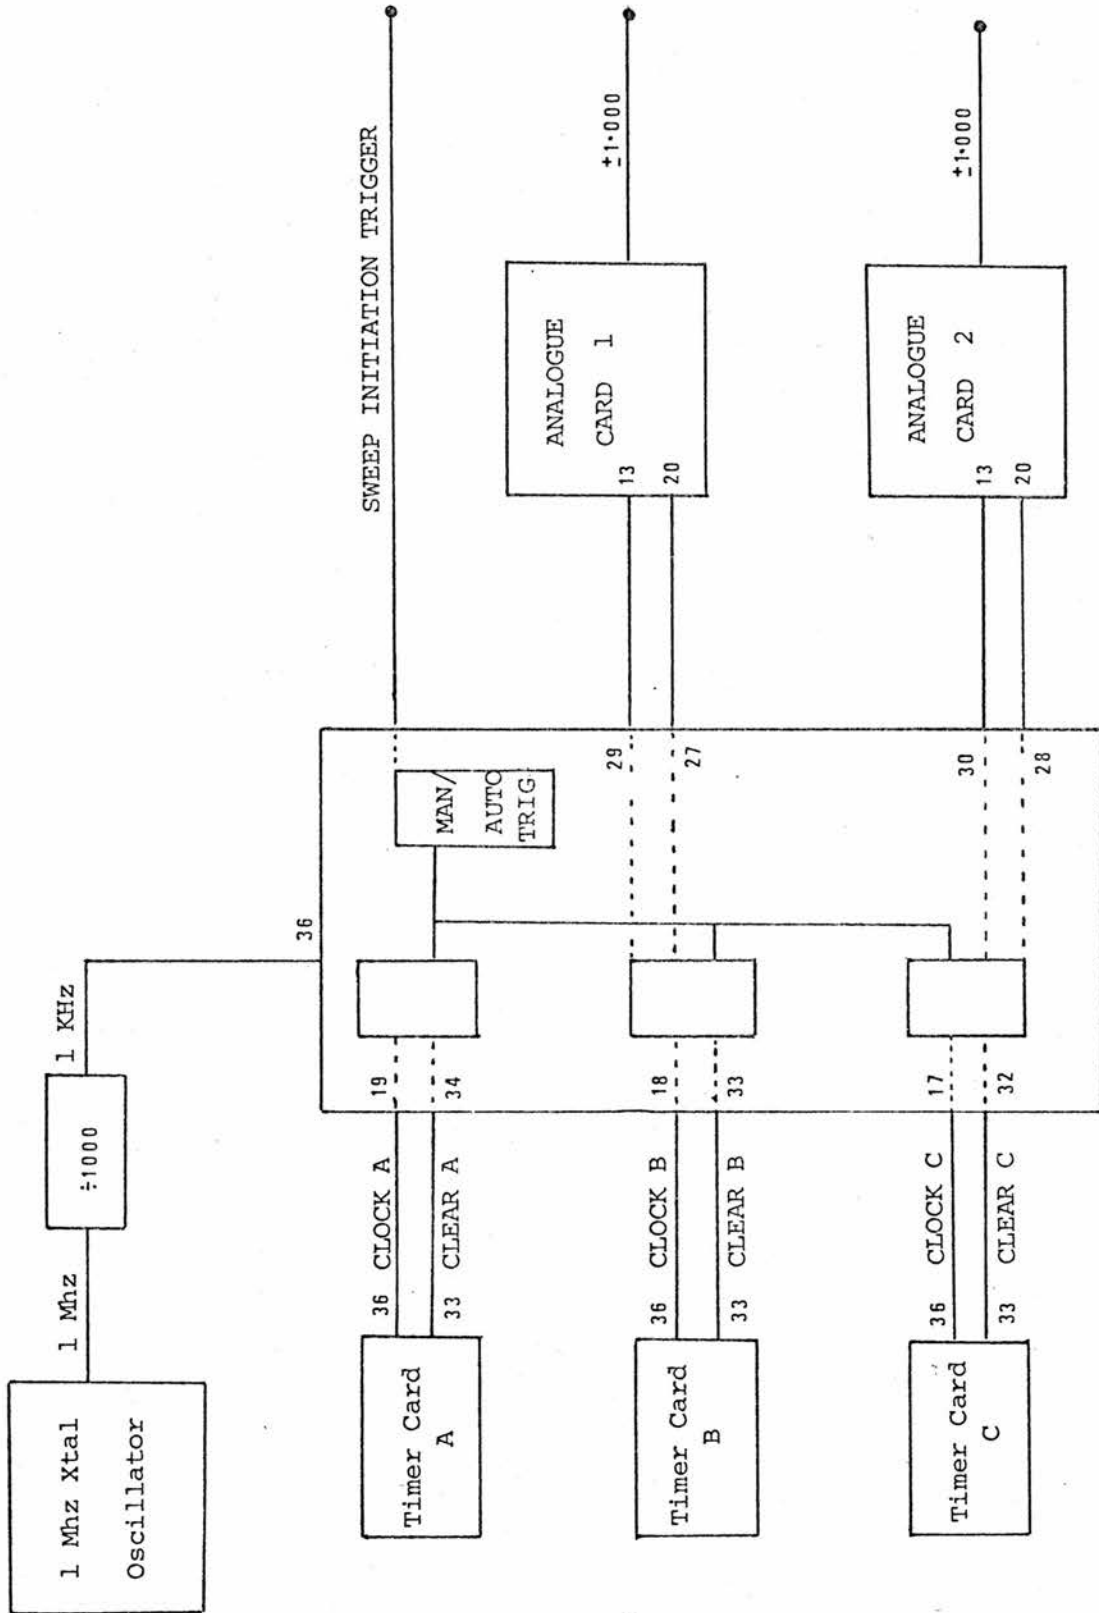 1 Mhz Xtal
Oscillator
1 Mhz
÷1000
1 KHz
36
Timer Card
A
36 CLOCK A
33 CLEAR A
19
34
MAN/
AUTO
TRIG
SWEEP INITIATION TRIGGER
Timer Card
B
36 CLOCK B
33 CLEAR B
18
33
29
27
13
20
ANALOGUE
CARD 1
±1·000
Timer Card
C
36 CLOCK C
33 CLEAR C
17
32
30
28
13
20
ANALOGUE
CARD 2
±1·000